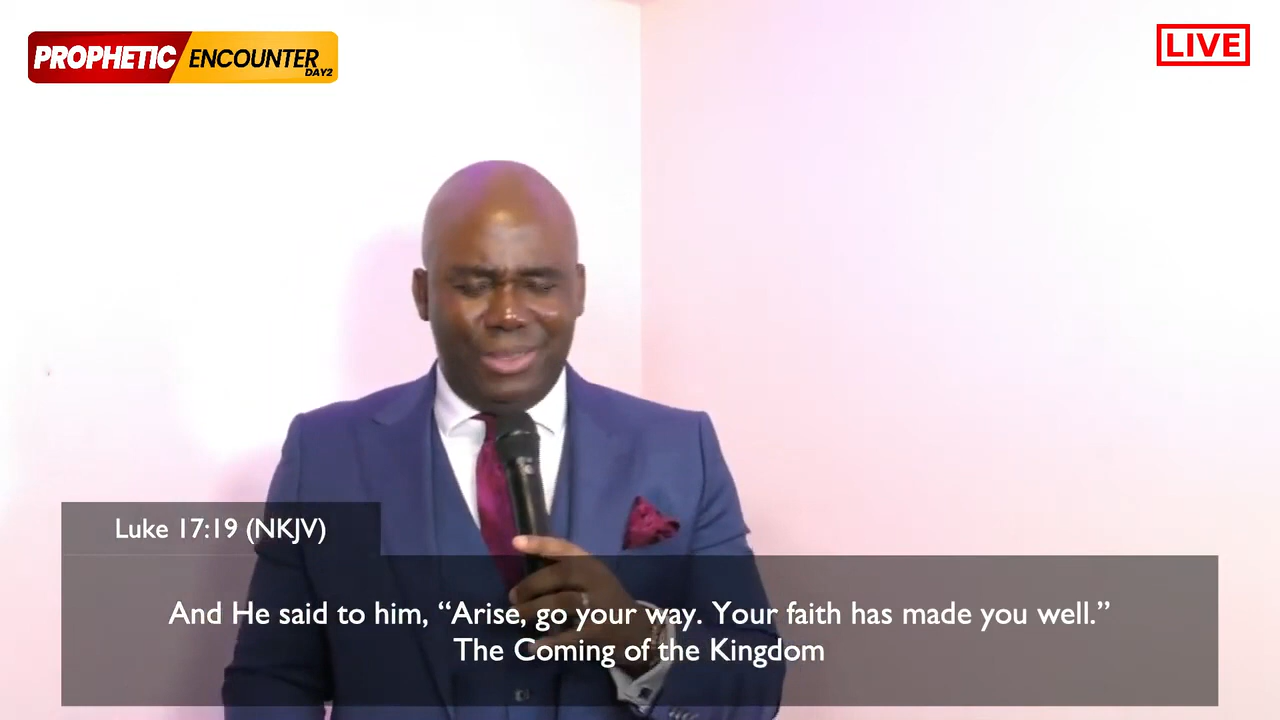 PROPHETIC ENCOUNTER
DAY2
LIVE
Luke 17:19 (NKJV)
And He said to him, “Arise, go your way. Your faith has made you well.”
The Coming of the Kingdom